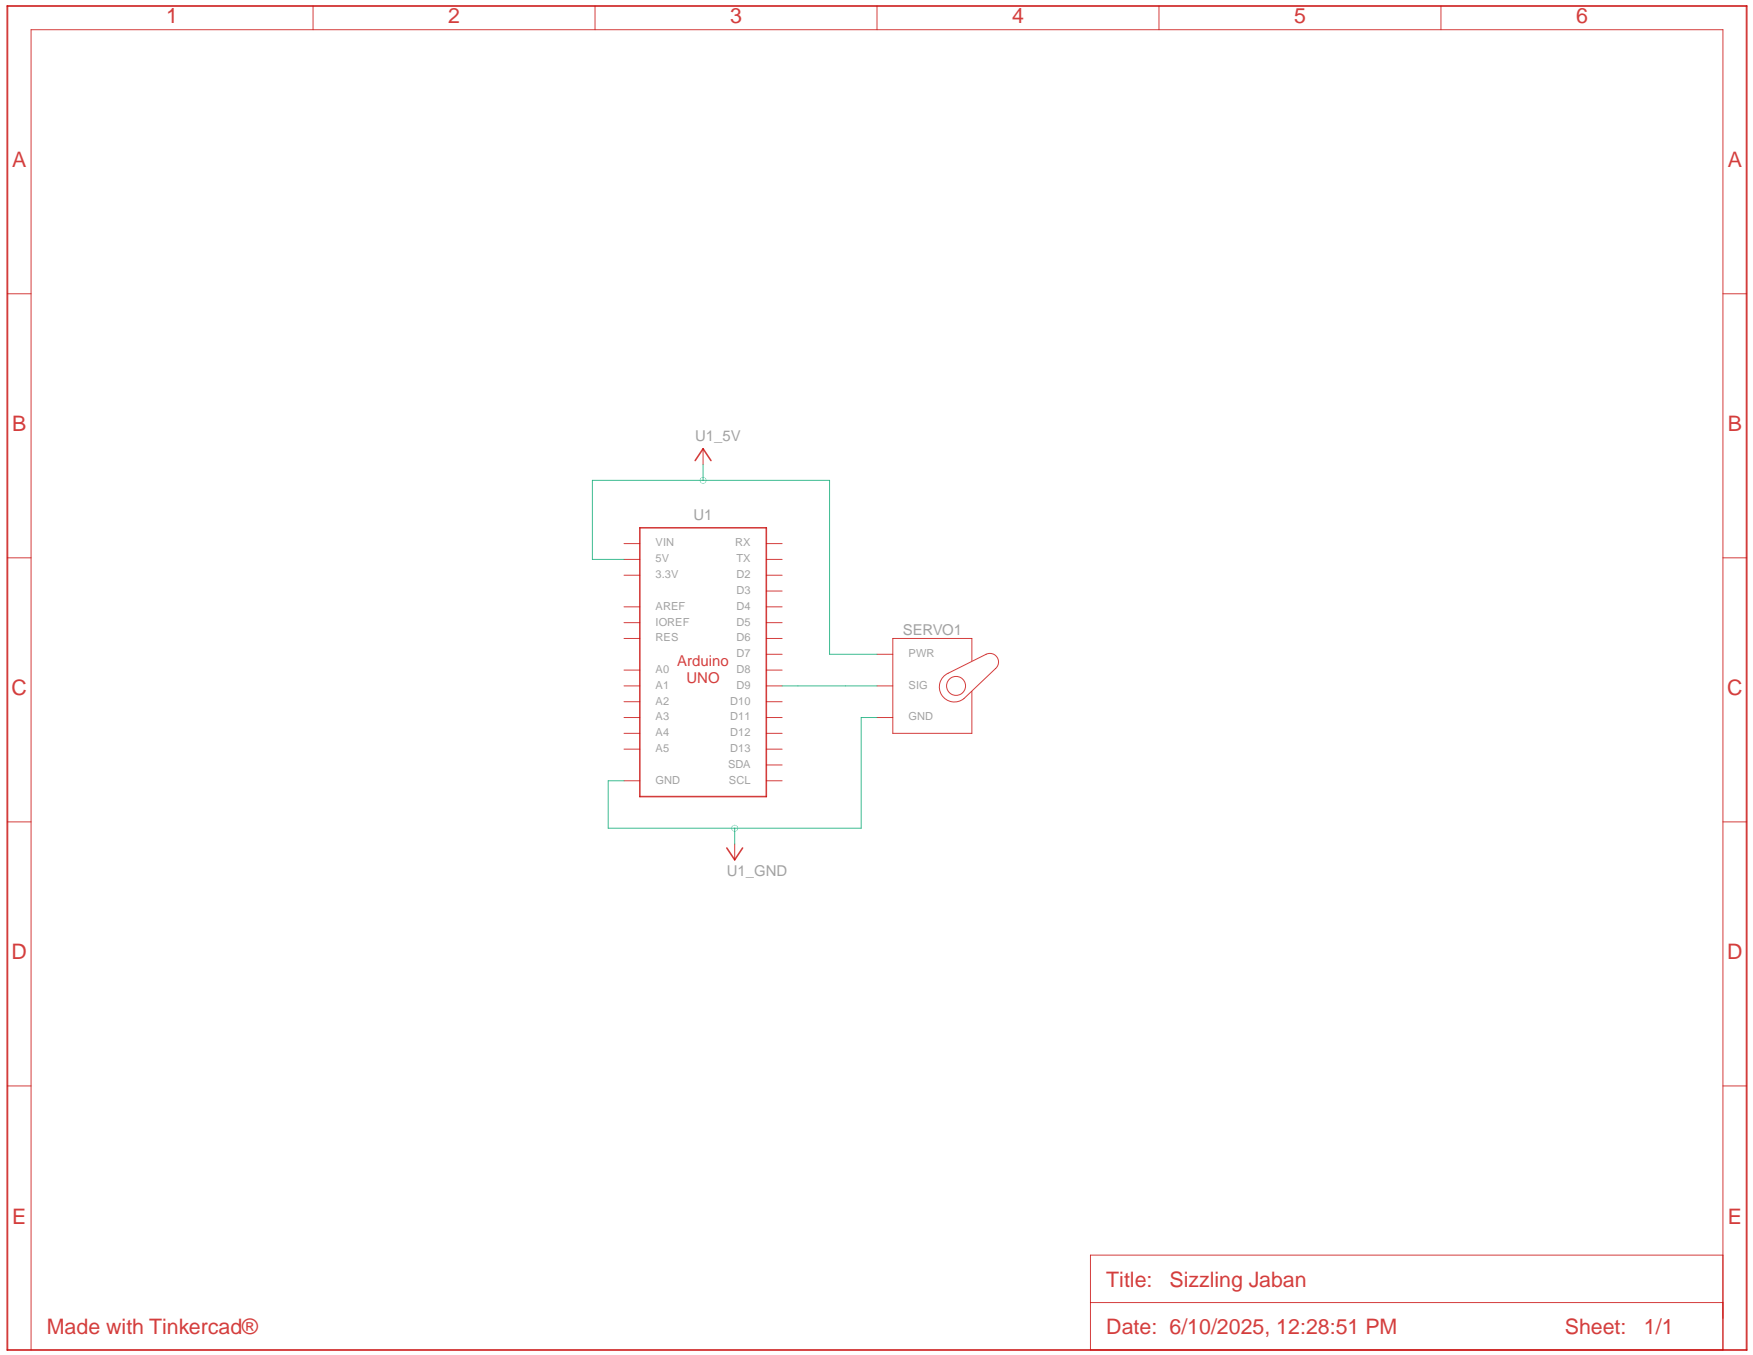 1 2 3 4 5 6
A A
B B
U1_5V
U1
VIN RX
5V TX
3.3V D2
D3
AREF D4
IOREF D5
RES D6
SERVO1
D7 PWR
Arduino
A0 D8
UNO
A1 D9 SIG
C C
A2 D10
A3 D11 GND
A4 D12
A5 D13
SDA
GND SCL
U1_GND
D D
E E
Title: Sizzling Jaban
Made with Tinkercad®
Date: 6/10/2025, 12:28:51 PM Sheet: 1/1